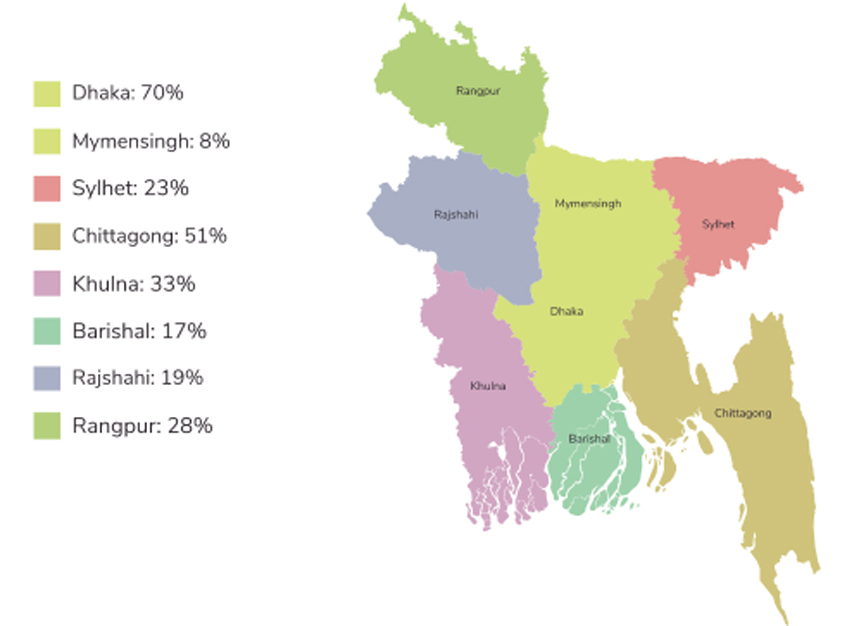 Dhaka: 70%
Mymensingh: 8%
Sylhet: 23%
Chittagong: 51%
Khulna: 33%
Barishal: 17%
Rajshahi: 19%
Rangpur: 28%
Rangpur
Mymensingh
Rajshahi
Sylhet
Dhaka
Khulna
Chittagong
Barishal